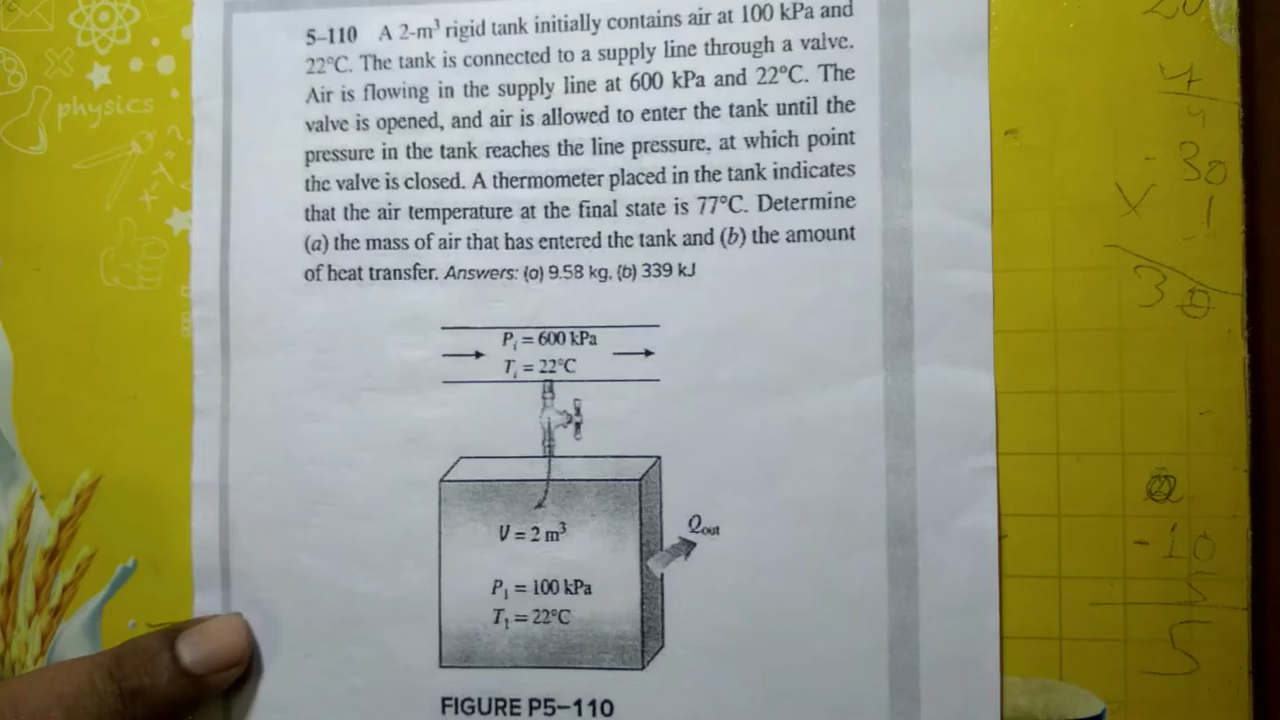 physics
x-y
5–110 A 2-m³ rigid tank initially contains air at 100 kPa and
22°C. The tank is connected to a supply line through a valve.
Air is flowing in the supply line at 600 kPa and 22°C. The
valve is opened, and air is allowed to enter the tank until the
pressure in the tank reaches the line pressure, at which point
the valve is closed. A thermometer placed in the tank indicates
that the air temperature at the final state is 77°C. Determine
(a) the mass of air that has entered the tank and (b) the amount
of heat transfer. Answers: (a) 9.58 kg, (b) 339 kJ
Pᵢ = 600 kPa
Tᵢ = 22°C
V = 2 m³
Qout
P₁ = 100 kPa
T₁ = 22°C
FIGURE P5–110
30
-10
5